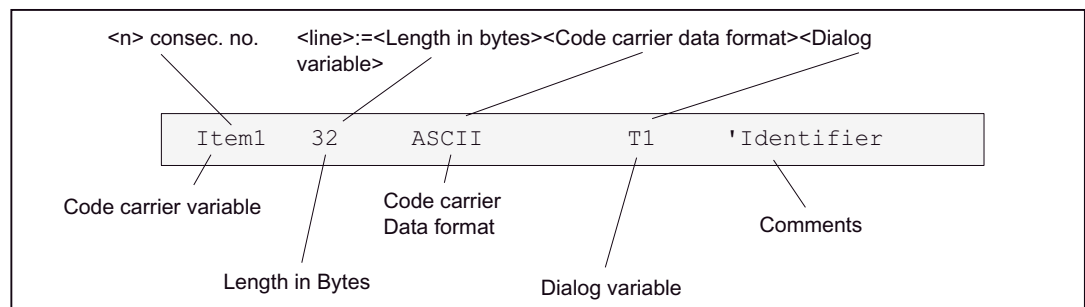 <n> consec. no. <line>:=<Length in bytes><Code carrier data format><Dialog
variable>
Item1 32 ASCII T1 'Identifier
Code carrier variable
Code carrier
Data format
Comments
Length in Bytes
Dialog variable